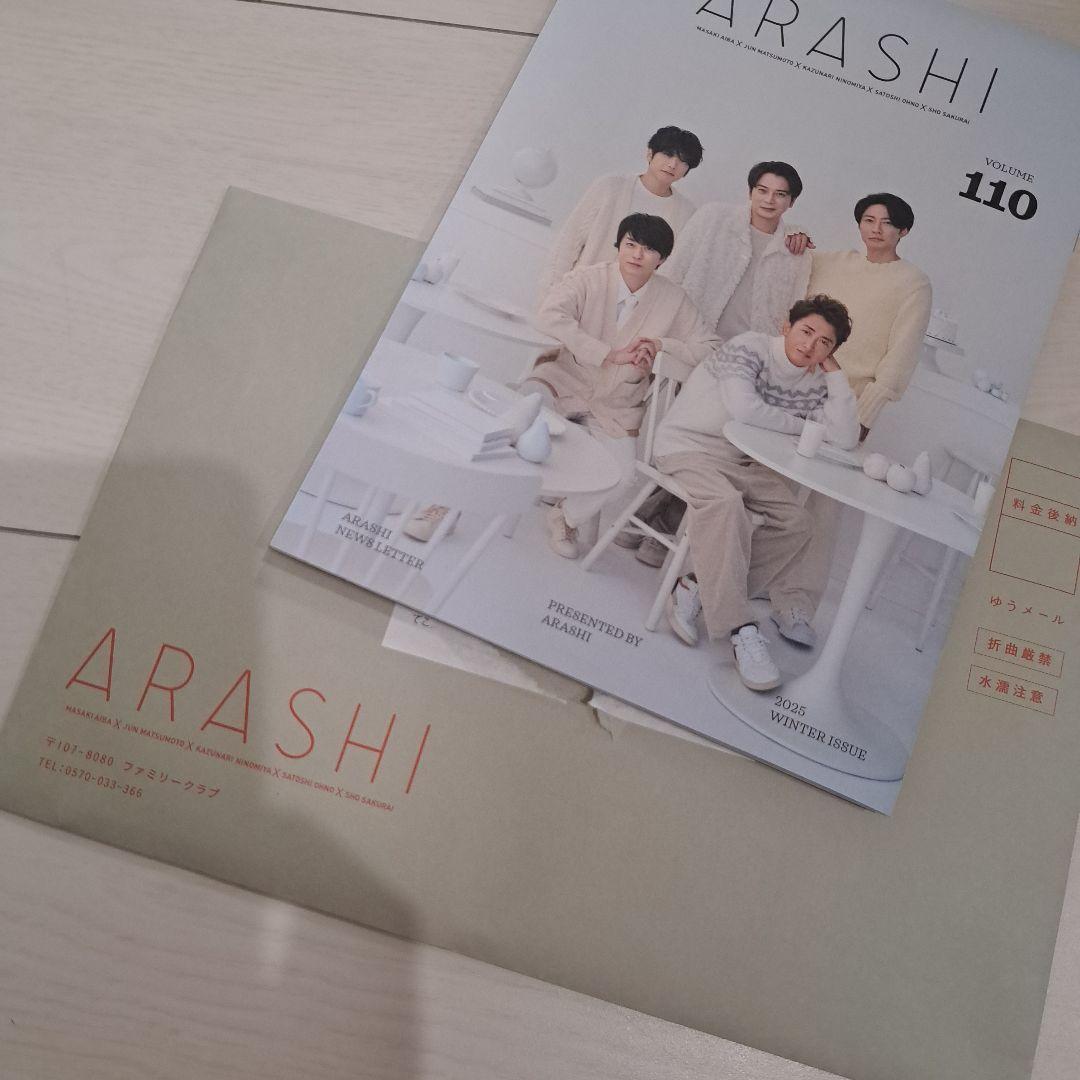 ARASHI
MASAKI AIBA X JUN MATSUMOTO X KAZUNARI NINOMIYA X SATOSHI OHNO X SHO SAKURAI
VOLUME
110
ARASHI
NEWS LETTER
PRESENTED BY
ARASHI
2025
WINTER ISSUE
料金後納
ゆうメール
折曲厳禁
水濡注意
ARASHI
MASAKI AIBA X JUN MATSUMOTO X KAZUNARI NINOMIYA X SATOSHI OHNO X SHO SAKURAI
〒107-8080 ファミリークラブ
TEL:0570-033-366